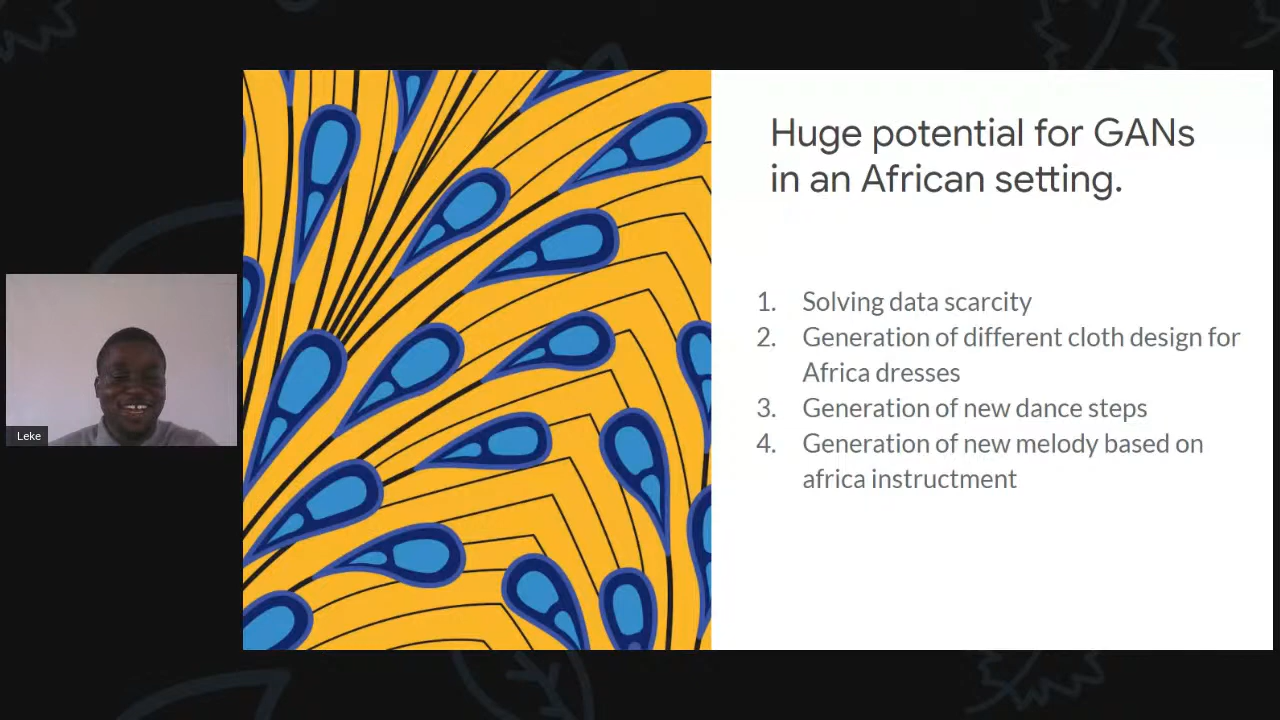 Huge potential for GANs
in an African setting.
1. Solving data scarcity
2. Generation of different cloth design for
Africa dresses
3. Generation of new dance steps
4. Generation of new melody based on
africa instructment
Leke